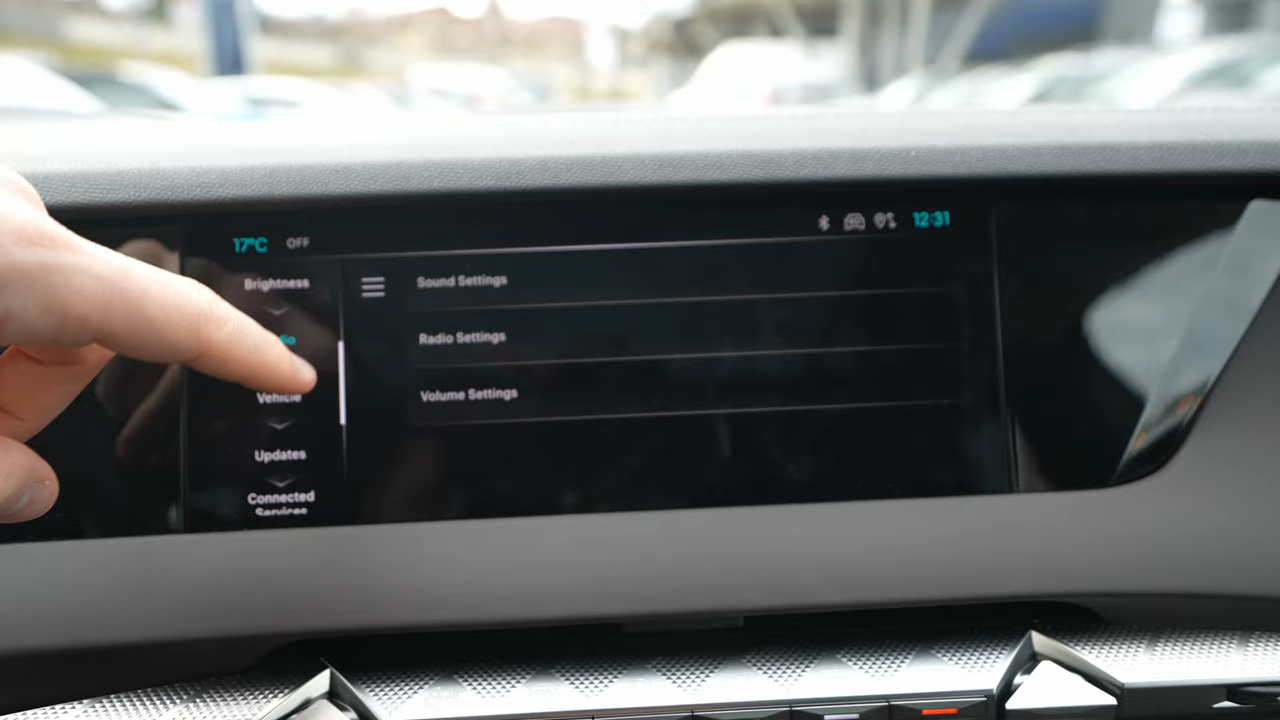 17°C OFF
12:31
Brightness
Vehicle
Updates
Connected
Services
Sound Settings
Radio Settings
Volume Settings